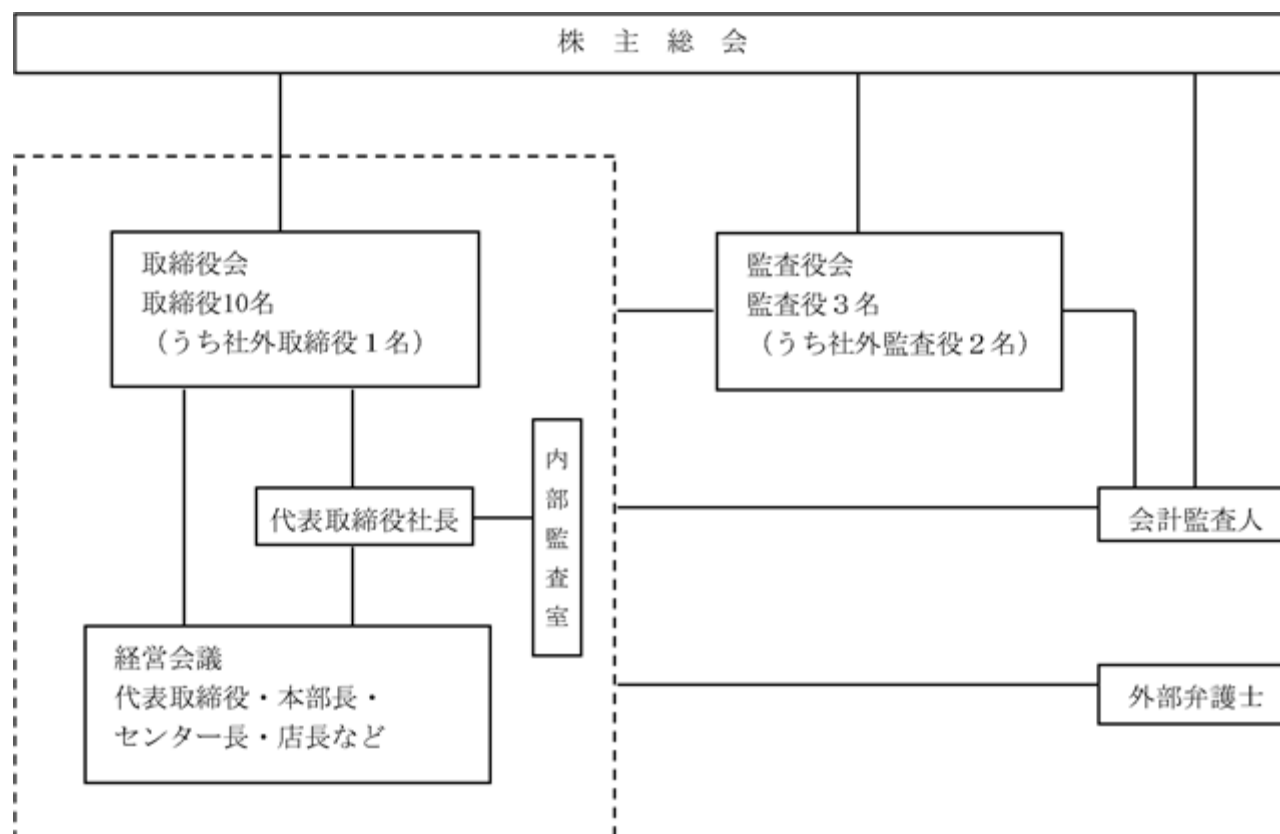 株 主 総 会
取締役会
取締役10名
（うち社外取締役１名）
監査役会
監査役３名
（うち社外監査役２名）
内部監査室
代表取締役社長
会計監査人
経営会議
代表取締役・本部長・
センター長・店長など
外部弁護士